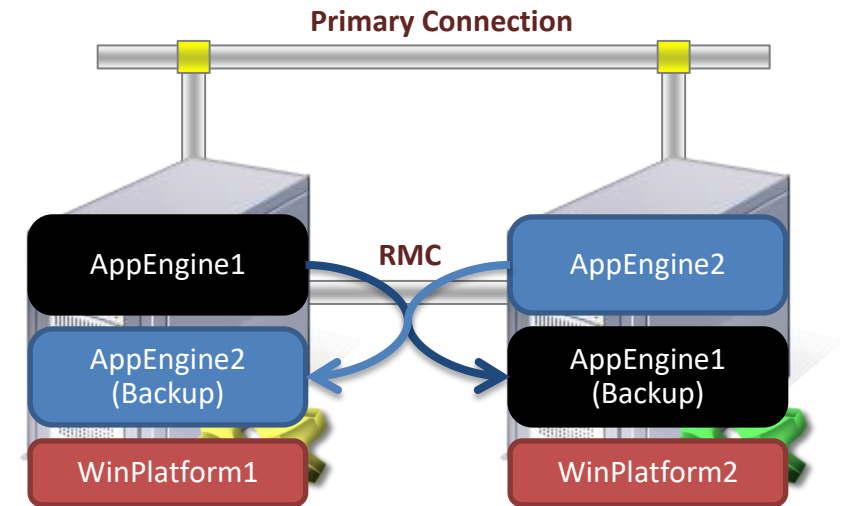 Primary Connection
AppEngine1
RMC
AppEngine2
AppEngine2
(Backup)
AppEngine1
(Backup)
WinPlatform1
WinPlatform2